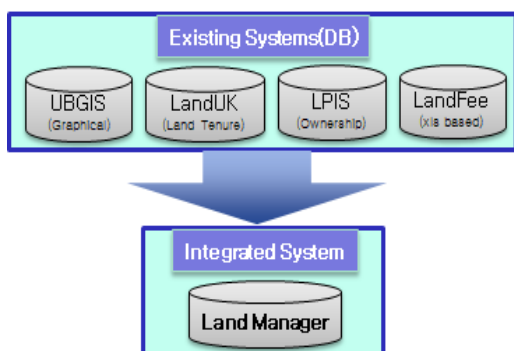 Existing Systems(DB)
UBGIS
(Graphical)
LandUK
(Land Tenure)
LPIS
(Ownership)
LandFee
(xls based)
Integrated System
Land Manager